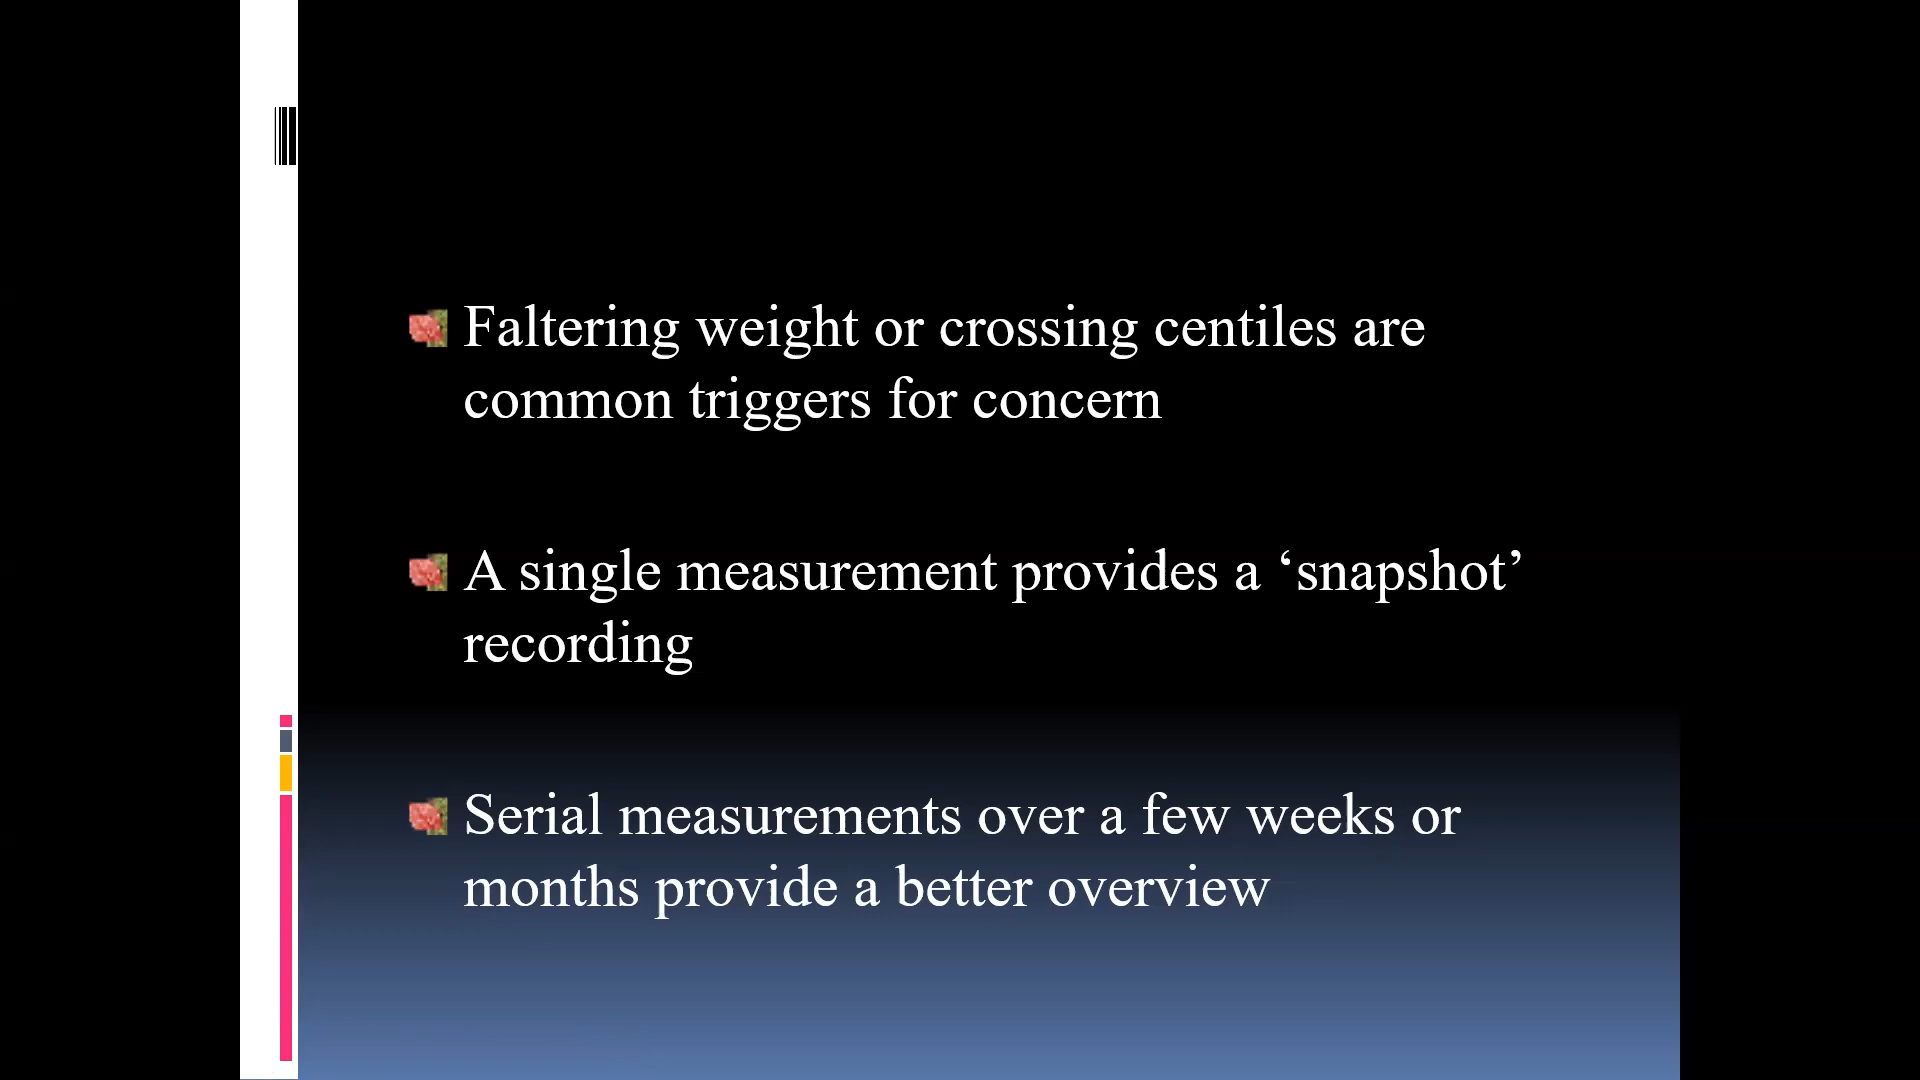 Faltering weight or crossing centiles are
common triggers for concern
A single measurement provides a ‘snapshot’
recording
Serial measurements over a few weeks or
months provide a better overview